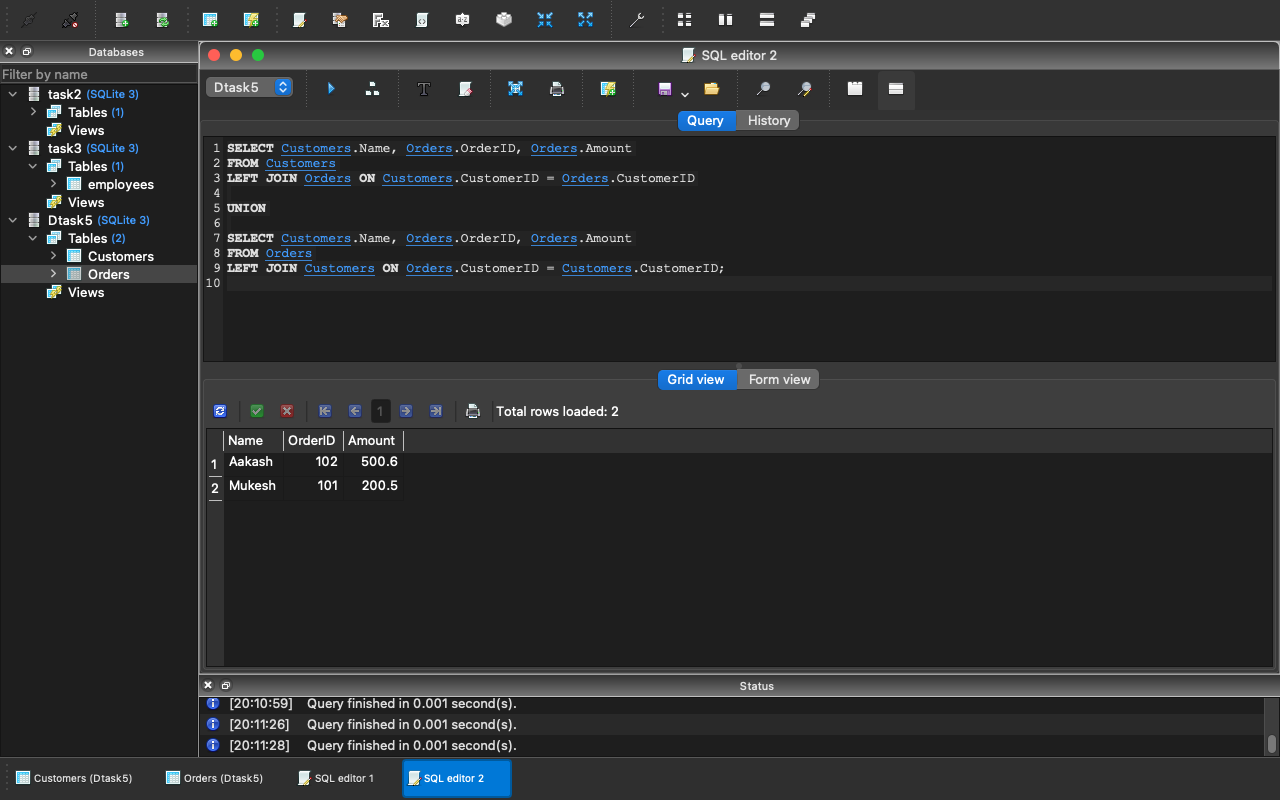 Databases
Filter by name
task2 (SQLite 3)
Tables (1)
Views
task3 (SQLite 3)
Tables (1)
employees
Views
Dtask5 (SQLite 3)
Tables (2)
Customers
Orders
Views
SQL editor 2
Dtask5
Query History
1 SELECT Customers.Name, Orders.OrderID, Orders.Amount
2 FROM Customers
3 LEFT JOIN Orders ON Customers.CustomerID = Orders.CustomerID
4
5 UNION
6
7 SELECT Customers.Name, Orders.OrderID, Orders.Amount
8 FROM Orders
9 LEFT JOIN Customers ON Orders.CustomerID = Customers.CustomerID;
10
Grid view Form view
1 Total rows loaded: 2
Name OrderID Amount
1 Aakash 102 500.6
2 Mukesh 101 200.5
Status
[20:10:59] Query finished in 0.001 second(s).
[20:11:26] Query finished in 0.001 second(s).
[20:11:28] Query finished in 0.001 second(s).
Customers (Dtask5) Orders (Dtask5) SQL editor 1 SQL editor 2